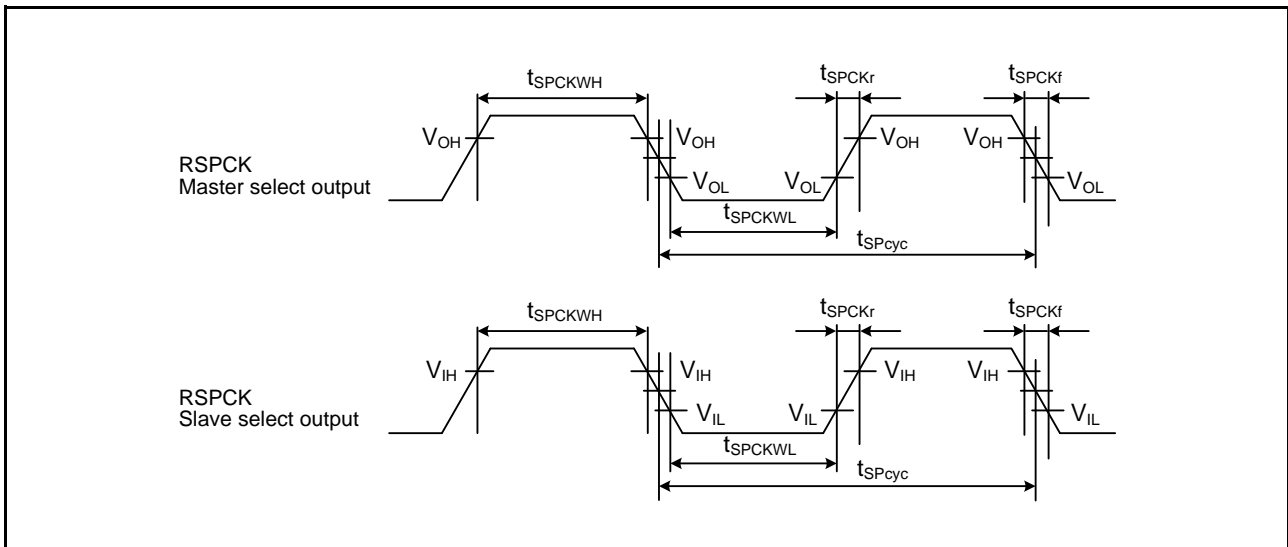 tSPCKWH tSPCKr tSPCKf
VOH VOH VOH VOH
RSPCK
Master select output
VOL VOL VOL
tSPCKWL
tSPcyc
tSPCKWH tSPCKr tSPCKf
VIH VIH VIH VIH
RSPCK
Slave select output
VIL VIL VIL
tSPCKWL
tSPcyc